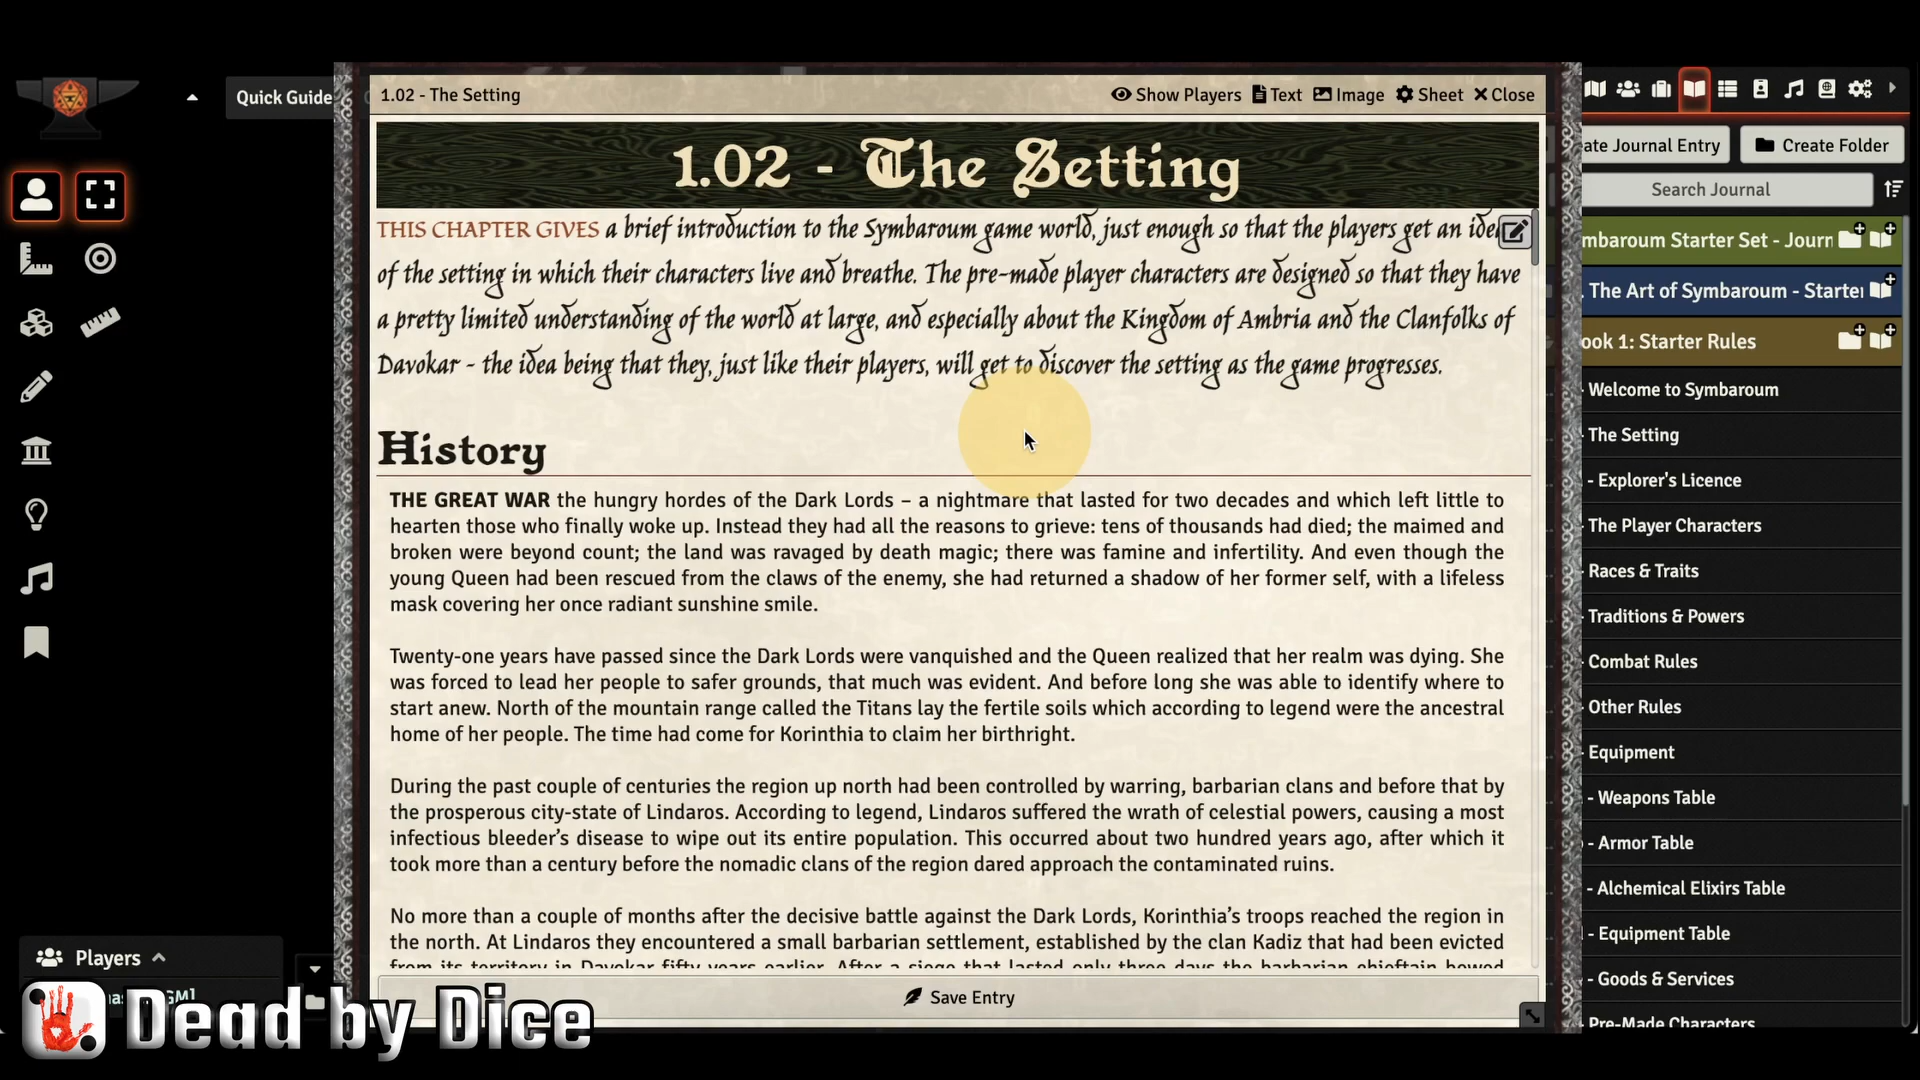 Quick Guide
1.02 - The Setting
Show Players Text Image Sheet Close
1.02 - The Setting
THIS CHAPTER GIVES a brief introduction to the Symbaroum game world, just enough so that the players get an idea
of the setting in which their characters live and breathe. The pre-made player characters are designed so that they have
a pretty limited understanding of the world at large, and especially about the Kingdom of Ambria and the Clanfolks of
Davokar - the idea being that they, just like their players, will get to discover the setting as the game progresses.
History
THE GREAT WAR the hungry hordes of the Dark Lords – a nightmare that lasted for two decades and which left little to
hearten those who finally woke up. Instead they had all the reasons to grieve: tens of thousands had died; the maimed and
broken were beyond count; the land was ravaged by death magic; there was famine and infertility. And even though the
young Queen had been rescued from the claws of the enemy, she had returned a shadow of her former self, with a lifeless
mask covering her once radiant sunshine smile.
Twenty-one years have passed since the Dark Lords were vanquished and the Queen realized that her realm was dying. She
was forced to lead her people to safer grounds, that much was evident. And before long she was able to identify where to
start anew. North of the mountain range called the Titans lay the fertile soils which according to legend were the ancestral
home of her people. The time had come for Korinthia to claim her birthright.
During the past couple of centuries the region up north had been controlled by warring, barbarian clans and before that by
the prosperous city-state of Lindaros. According to legend, Lindaros suffered the wrath of celestial powers, causing a most
infectious bleeder's disease to wipe out its entire population. This occurred about two hundred years ago, after which it
took more than a century before the nomadic clans of the region dared approach the contaminated ruins.
No more than a couple of months after the decisive battle against the Dark Lords, Korinthia's troops reached the region in
the north. At Lindaros they encountered a small barbarian settlement, established by the clan Kadiz that had been evicted
from its territory in Davokar fifty years earlier. After a siege that lasted only three days the barbarian chieftain bowed
Save Entry
ate Journal Entry
Create Folder
Search Journal
mbaroum Starter Set - Journ
The Art of Symbaroum - Starter
ook 1: Starter Rules
- Welcome to Symbaroum
- The Setting
- Explorer's Licence
- The Player Characters
- Races & Traits
- Traditions & Powers
- Combat Rules
- Other Rules
- Equipment
- Weapons Table
- Armor Table
- Alchemical Elixirs Table
- Equipment Table
- Goods & Services
Pre-Made Characters
Players
GM]
Dead by Dice